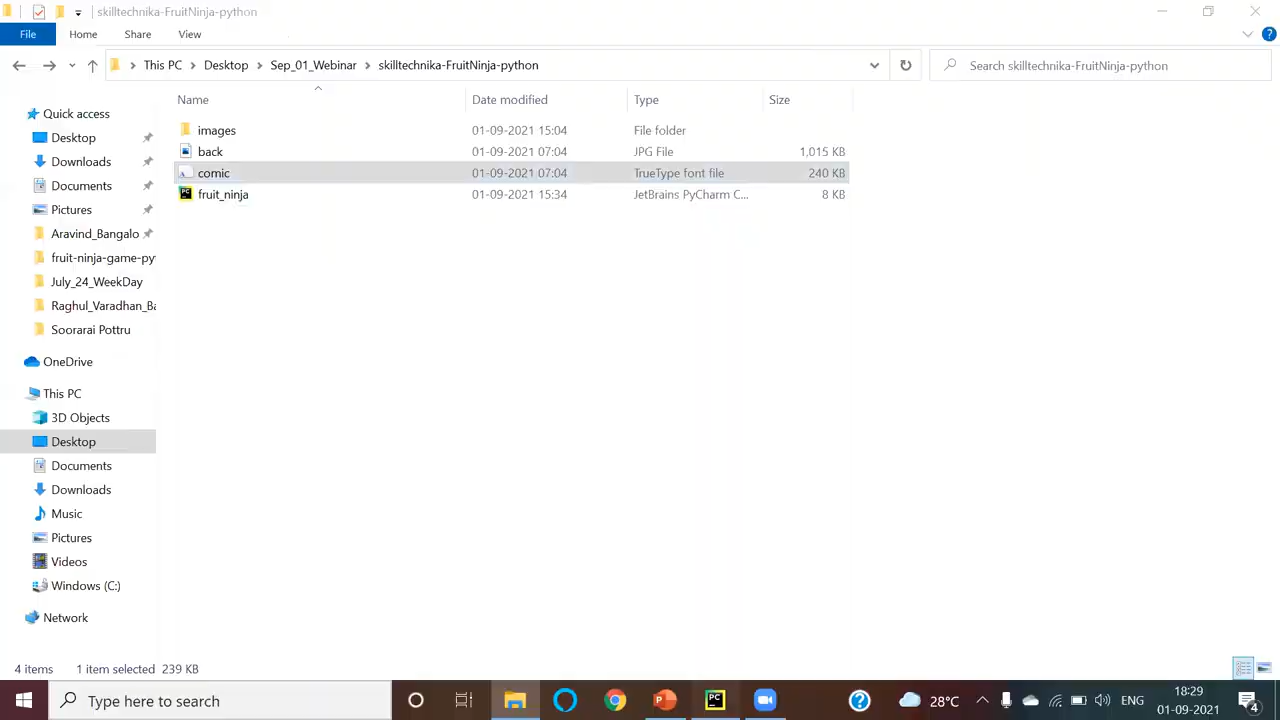 skilltechnika-FruitNinja-python
File Home Share View
This PC Desktop Sep_01_Webinar skilltechnika-FruitNinja-python Search skilltechnika-FruitNinja-python
Name Date modified Type Size
Quick access
images 01-09-2021 15:04 File folder
Desktop
back 01-09-2021 07:04 JPG File 1,015 KB
Downloads
comic 01-09-2021 07:04 TrueType font file 240 KB
Documents
fruit_ninja 01-09-2021 15:34 JetBrains PyCharm C... 8 KB
Pictures
Aravind_Bangalo
fruit-ninja-game-py
July_24_WeekDay
Raghul_Varadhan_Ba
Soorarai Pottru
OneDrive
This PC
3D Objects
Desktop
Documents
Downloads
Music
Pictures
Videos
Windows (C:)
Network
4 items 1 item selected 239 KB
Type here to search 28°C ENG 18:29
01-09-2021 4